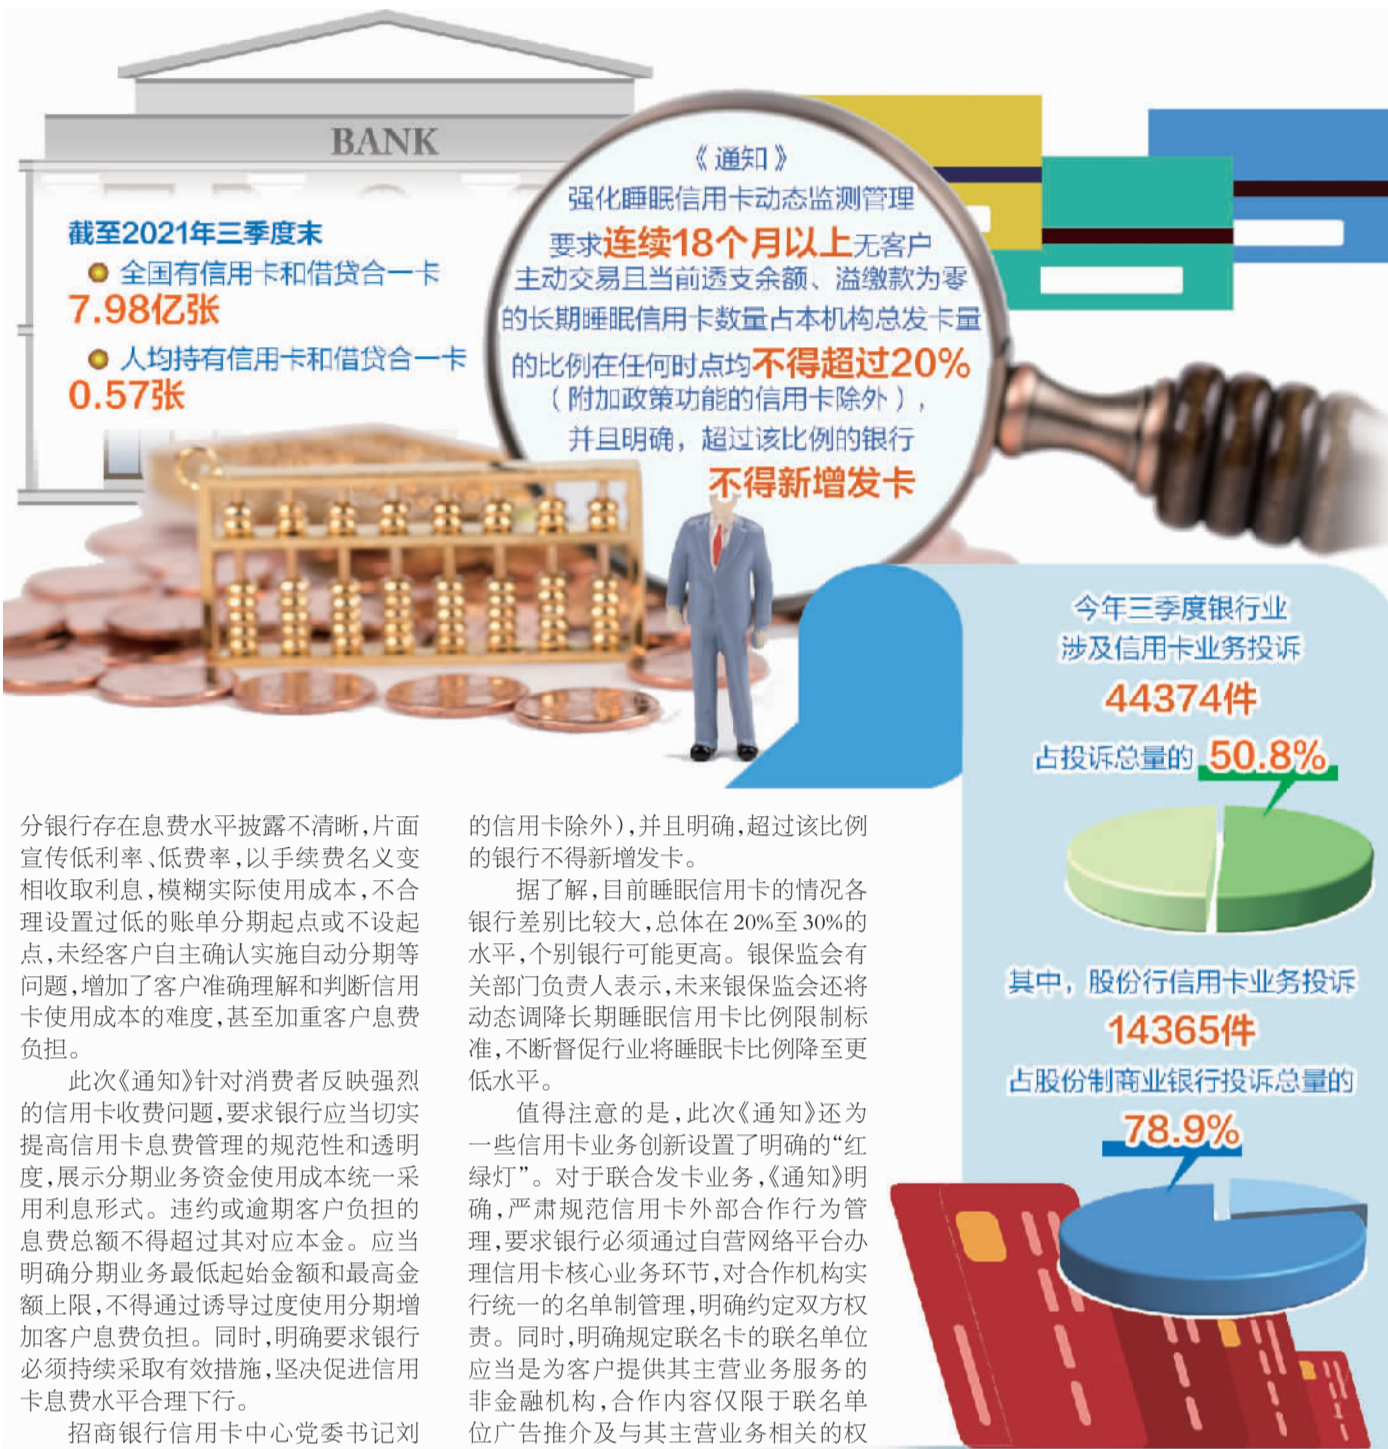 BANK
截至2021年三季度末
全国有信用卡和借贷合一卡
7.98亿张
人均持有信用卡和借贷合一卡
0.57张
《通知》
强化睡眠信用卡动态监测管理
要求连续18个月以上无客户
主动交易且当前透支余额、溢缴款为零
的长期睡眠信用卡数量占本机构总发卡量
的比例在任何时点均不得超过20%
（附加政策功能的信用卡除外），
并且明确，超过该比例的银行
不得新增发卡
今年三季度银行业
涉及信用卡业务投诉
44374件
占投诉总量的 50.8%
其中，股份行信用卡业务投诉
14365件
占股份制商业银行投诉总量的
78.9%
分银行存在息费水平披露不清晰,片面
宣传低利率、低费率,以手续费名义变
相收取利息,模糊实际使用成本,不合
理设置过低的账单分期起点或不设起
点,未经客户自主确认实施自动分期等
问题,增加了客户准确理解和判断信用
卡使用成本的难度,甚至加重客户息费
负担。
此次《通知》针对消费者反映强烈
的信用卡收费问题,要求银行应当切实
提高信用卡息费管理的规范性和透明
度,展示分期业务资金使用成本统一采
用利息形式。违约或逾期客户负担的
息费总额不得超过其对应本金。应当
明确分期业务最低起始金额和最高金
额上限,不得通过诱导过度使用分期增
加客户息费负担。同时,明确要求银行
必须持续采取有效措施,坚决促进信用
卡息费水平合理下行。
招商银行信用卡中心党委书记刘
的信用卡除外),并且明确,超过该比例
的银行不得新增发卡。
据了解,目前睡眠信用卡的情况各
银行差别比较大,总体在20%至30%的
水平,个别银行可能更高。银保监会有
关部门负责人表示,未来银保监会还将
动态调降长期睡眠信用卡比例限制标
准,不断督促行业将睡眠卡比例降至更
低水平。
值得注意的是,此次《通知》还为
一些信用卡业务创新设置了明确的“红
绿灯”。对于联合发卡业务,《通知》明
确,严肃规范信用卡外部合作行为管
理,要求银行必须通过自营网络平台办
理信用卡核心业务环节,对合作机构实
行统一的名单制管理,明确约定双方权
责。同时,明确规定联名卡的联名单位
应当是为客户提供其主营业务服务的
非金融机构,合作内容仅限于联名单
位广告推介及与其主营业务相关的权